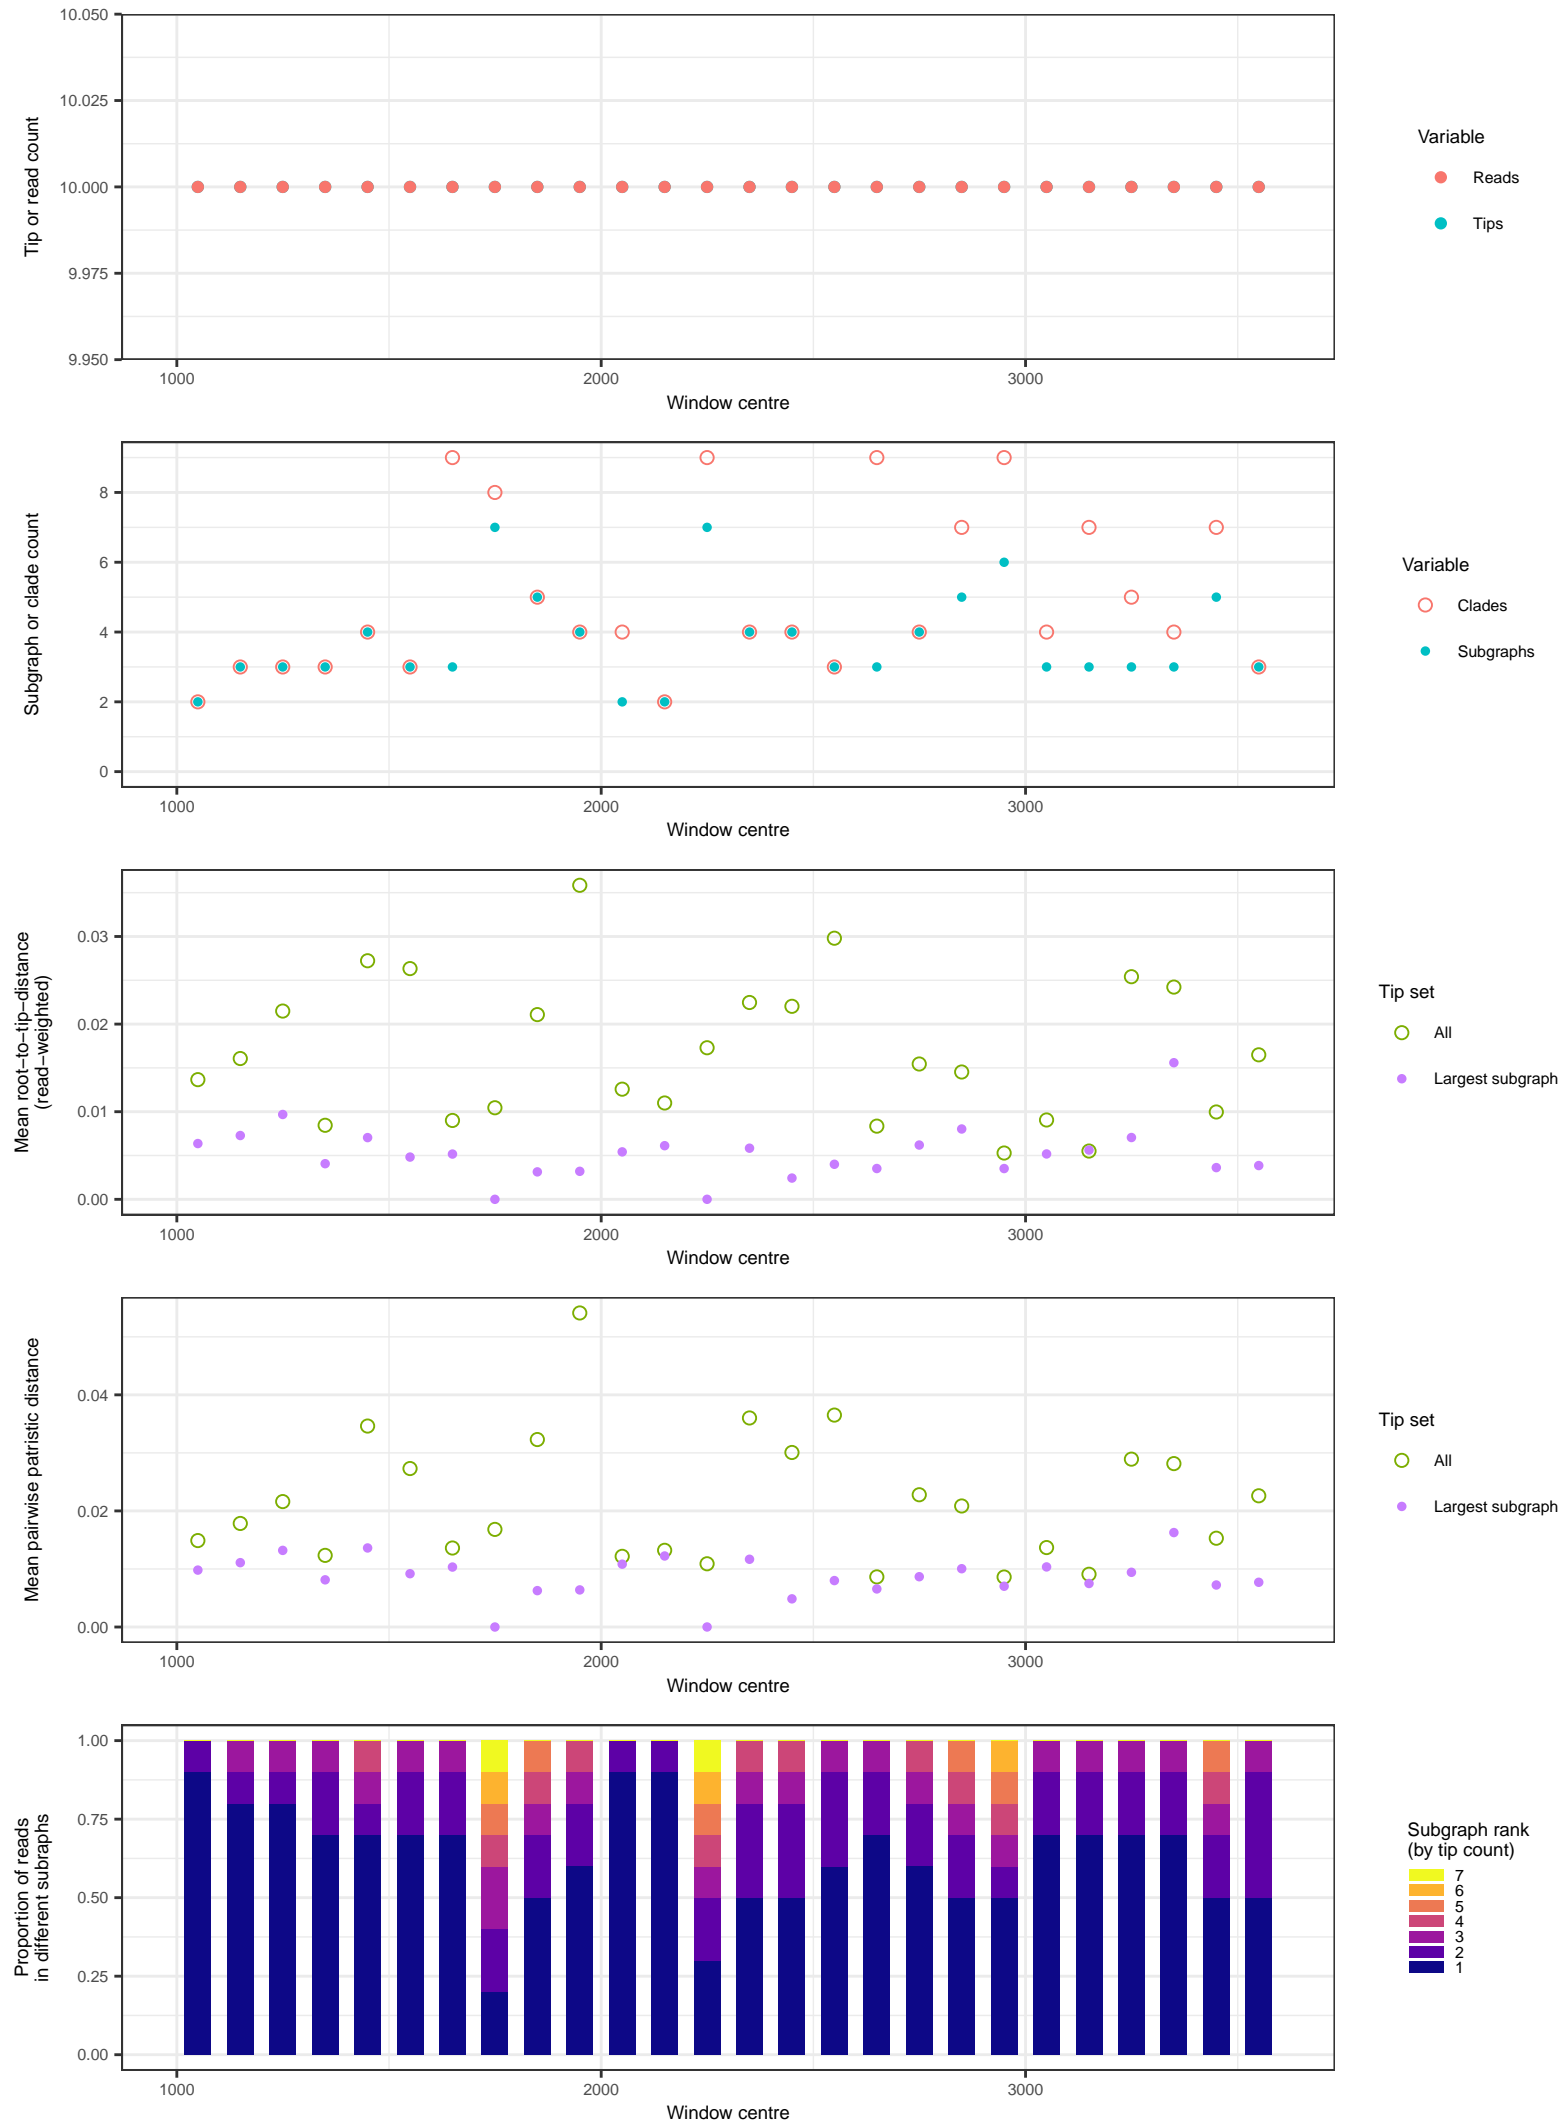 10.050
10.025
10.000
9.975
9.950
Tip or read count
1000
2000
3000
Window centre
Variable
Reads
Tips
8
6
4
2
0
Subgraph or clade count
1000
2000
3000
Window centre
Variable
Clades
Subgraphs
0.03
0.02
0.01
0.00
Mean root−to−tip−distance
(read−weighted)
1000
2000
3000
Window centre
Tip set
All
Largest subgraph
0.04
0.02
0.00
Mean pairwise patristic distance
1000
2000
3000
Window centre
Tip set
All
Largest subgraph
1.00
0.75
0.50
0.25
0.00
Proportion of reads
in different subraphs
1000
2000
3000
Window centre
Subgraph rank
(by tip count)
7
6
5
4
3
2
1